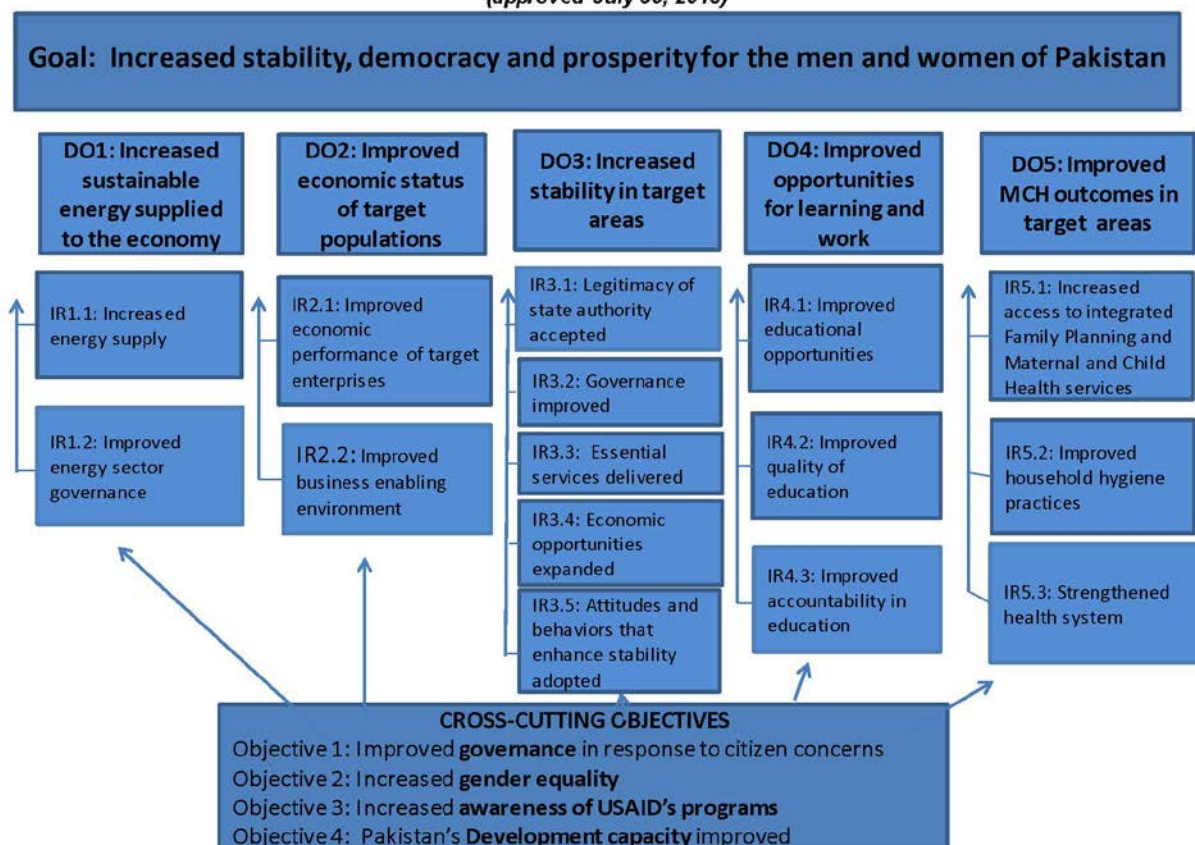 Goal: Increased stability, democracy and prosperity for the men and women of Pakistan
DO1: Increased
sustainable
energy supplied
to the economy
IR1.1: Increased
energy supply
IR1.2: Improved
energy sector
governance
DO2: Improved
economic status
of target
populations
IR2.1: Improved
economic
performance of target
enterprises
IR2.2: Improved
business enabling
environment
DO3: Increased
stability in target
areas
IR3.1: Legitimacy of
state authority
accepted
IR3.2: Governance
improved
IR3.3: Essential
services delivered
IR3.4: Economic
opportunities
expanded
IR3.5: Attitudes and
behaviors that
enhance stability
adopted
DO4: Improved
opportunities
for learning and
work
IR4.1: Improved
educational
opportunities
IR4.2: Improved
quality of
education
IR4.3: Improved
accountability in
education
DO5: Improved
MCH outcomes in
target areas
IR5.1: Increased
access to integrated
Family Planning and
Maternal and Child
Health services
IR5.2: Improved
household hygiene
practices
IR5.3: Strengthened
health system
CROSS-CUTTING OBJECTIVES
Objective 1: Improved governance in response to citizen concerns
Objective 2: Increased gender equality
Objective 3: Increased awareness of USAID's programs
Objective 4: Pakistan's Development capacity improved